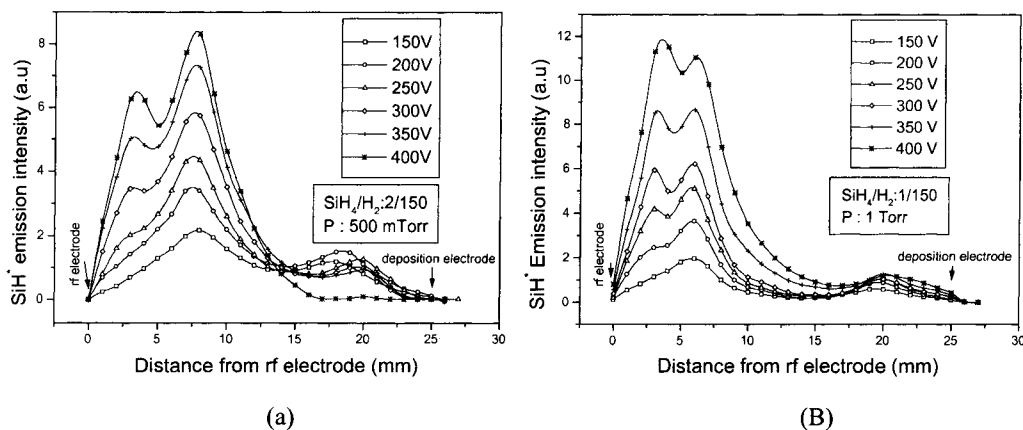 SiH* emission intensity (a.u)
8
6
4
2
0
150V
200V
250V
300V
350V
400V
SiH4/H2:2/150
P : 500 mTorr
rf electrode
deposition electrode
0 5 10 15 20 25 30
Distance from rf electrode (mm)
(a)
SiH* Emission intensity (a.u)
12
10
8
6
4
2
0
150 V
200 V
250 V
300 V
350 V
400 V
SiH4/H2:1/150
P : 1 Torr
rf electrode
deposition electrode
0 5 10 15 20 25 30
Distance from rf electrode (mm)
(B)